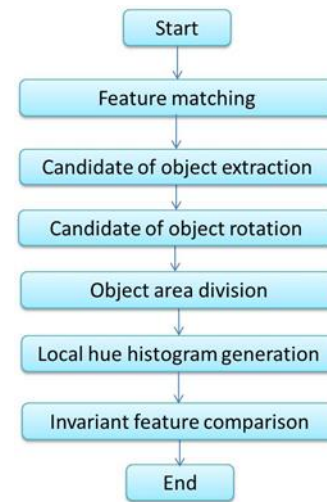 Start
Feature matching
Candidate of object extraction
Candidate of object rotation
Object area division
Local hue histogram generation
Invariant feature comparison
End